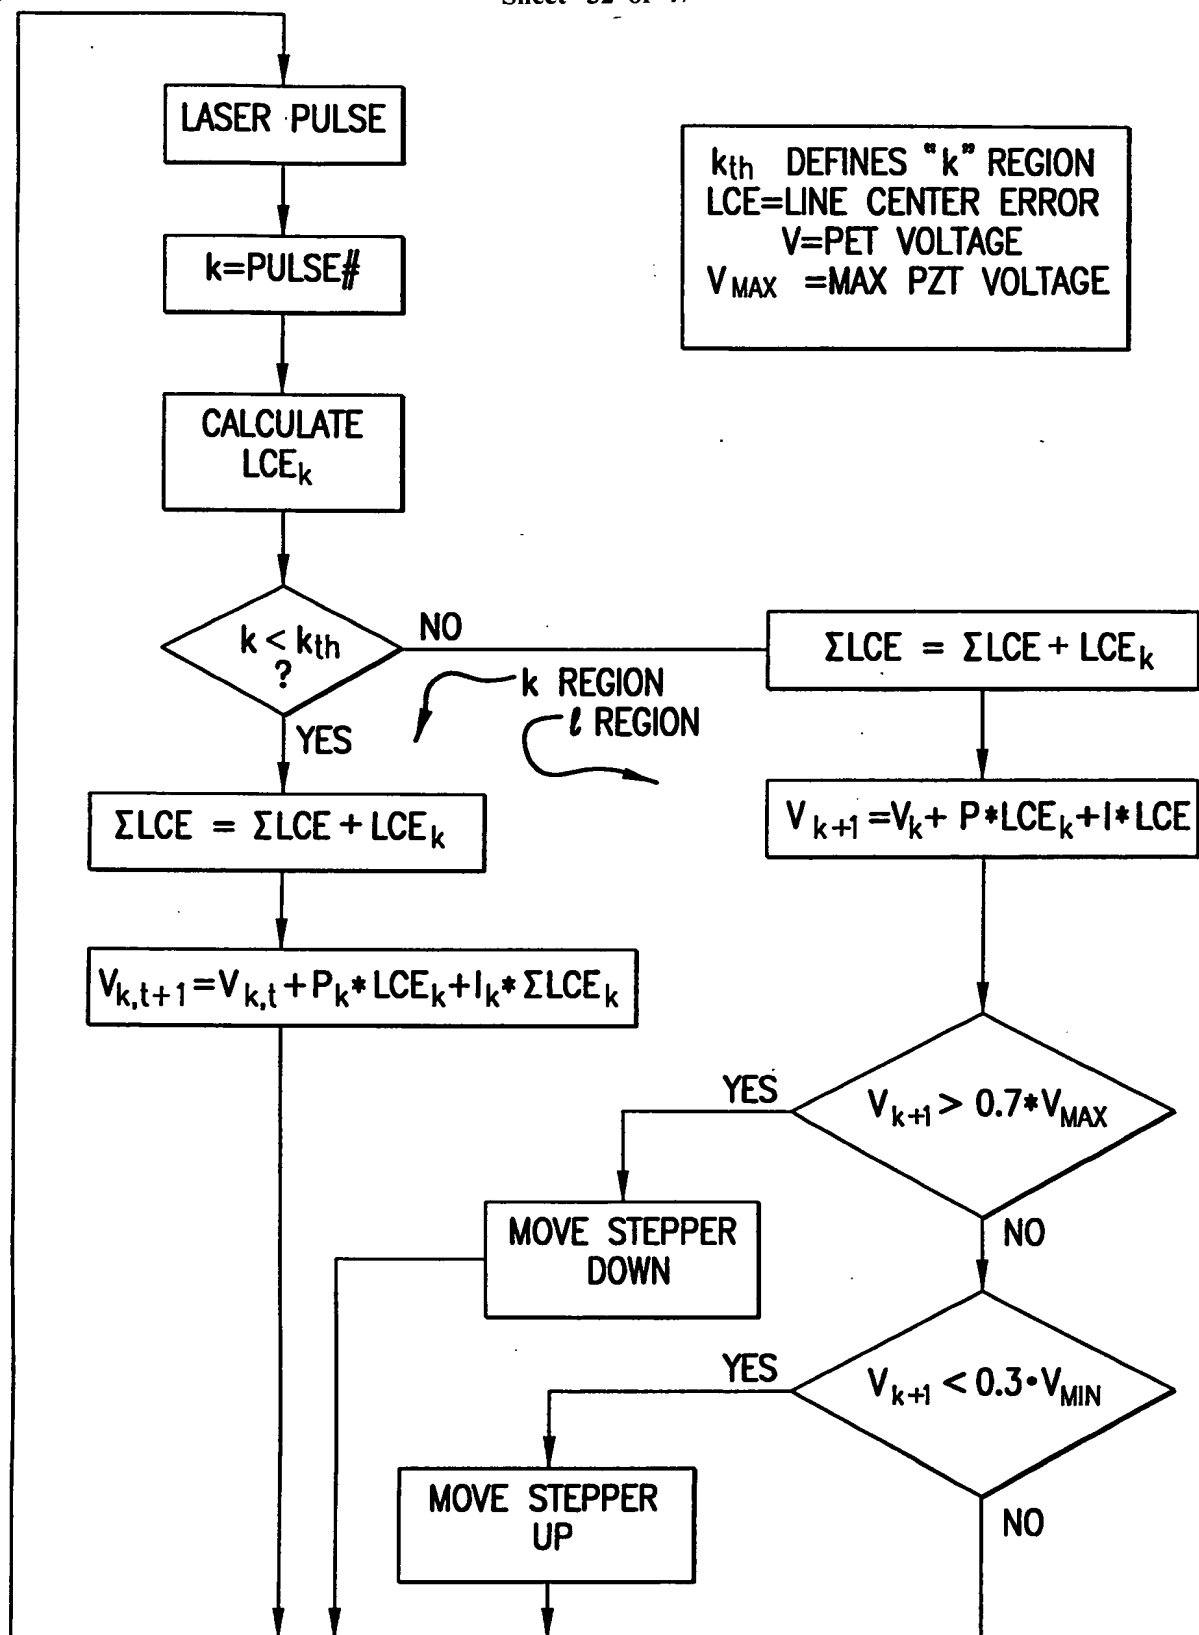 LASER PULSE
k=PULSE#
CALCULATE
LCEk
kth DEFINES "k" REGION
LCE=LINE CENTER ERROR
V=PET VOLTAGE
VMAX =MAX PZT VOLTAGE
k < kth
?
NO
YES
k REGION
ℓ REGION
ΣLCE = ΣLCE + LCEk
Vk,t+1=Vk,t+Pk*LCEk+Ik*ΣLCEk
ΣLCE = ΣLCE + LCEk
Vk+1=Vk+ P*LCEk+I*LCE
Vk+1 > 0.7*VMAX
YES
NO
MOVE STEPPER
DOWN
Vk+1 < 0.3•VMIN
YES
NO
MOVE STEPPER
UP